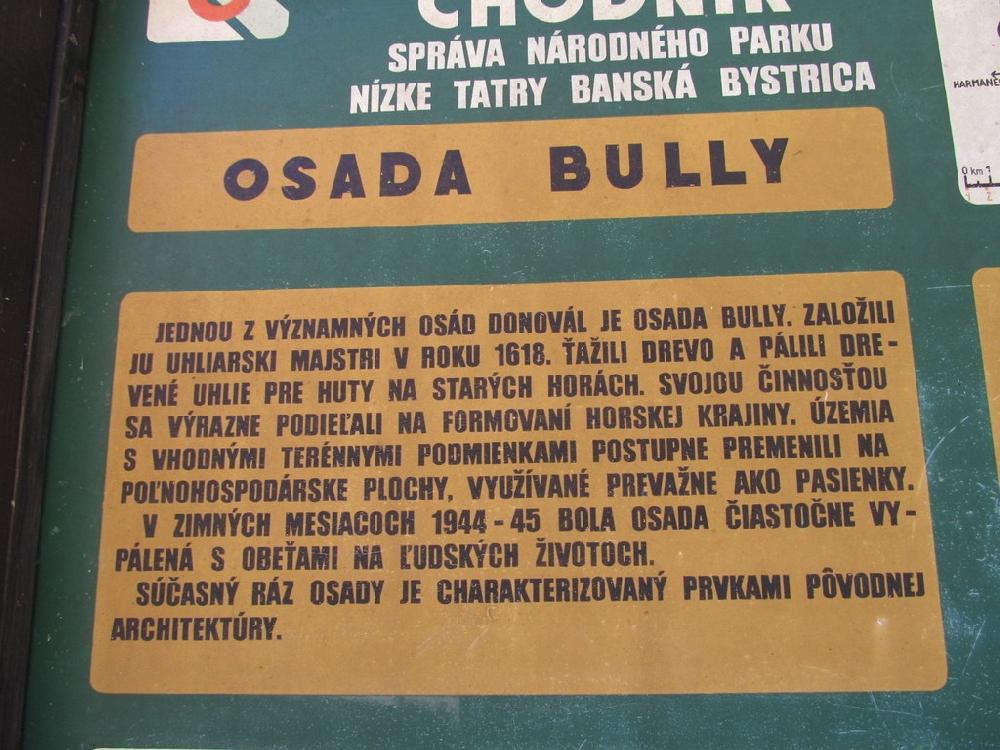 CHODNÍK
SPRÁVA NÁRODNÉHO PARKU
NÍZKE TATRY BANSKÁ BYSTRICA
OSADA BULLY
JEDNOU Z VÝZNAMNÝCH OSÁD DONOVÁL JE OSADA BULLY. ZALOŽILI
JU UHLIARSKI MAJSTRI V ROKU 1618. ŤAŽILI DREVO A PÁLILI DRE-
VENÉ UHLIE PRE HUTY NA STARÝCH HORÁCH. SVOJOU ČINNOSŤOU
SA VÝRAZNE PODIEĽALI NA FORMOVANÍ HORSKEJ KRAJINY. ÚZEMIA
S VHODNÝMI TERÉNNYMI PODMIENKAMI POSTUPNE PREMENILI NA
POĽNOHOSPODÁRSKE PLOCHY, VYUŽÍVANÉ PREVAŽNE AKO PASIENKY.
V ZIMNÝCH MESIACOCH 1944-45 BOLA OSADA ČIASTOČNE VY-
PÁLENÁ S OBEŤAMI NA ĽUDSKÝCH ŽIVOTOCH.
SÚČASNÝ RÁZ OSADY JE CHARAKTERIZOVANÝ PRVKAMI PÔVODNEJ
ARCHITEKTÚRY.
0 km 1